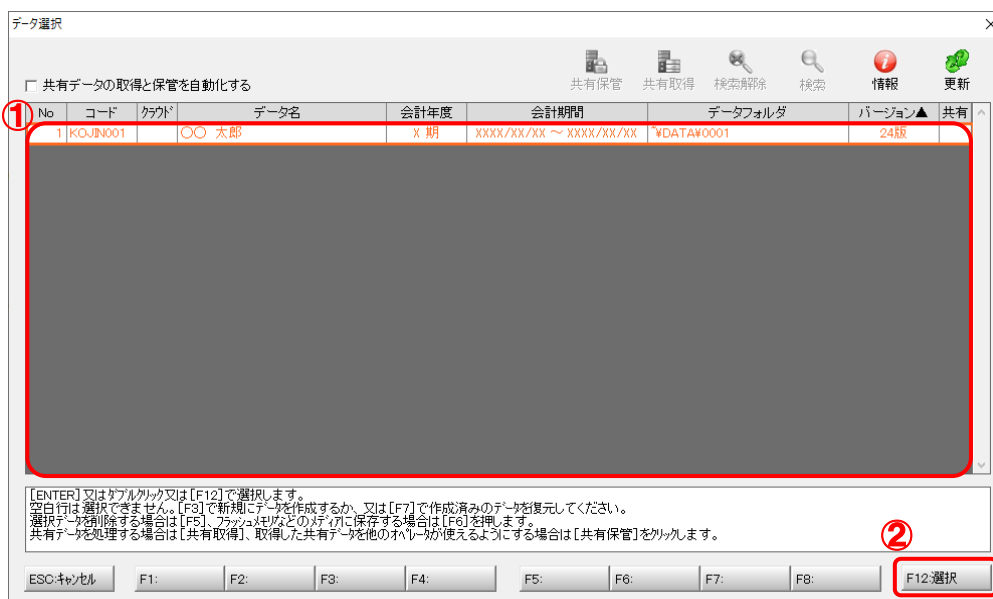 データ選択
共有データの取得と保管を自動化する
共有保管 共有取得 検索解除 検索 情報 更新
①
No コード クラウド データ名 会計年度 会計期間 データフォルダ バージョン▲ 共有
1 KOJIN001 〇〇 太郎 X 期 XXXX/XX/XX ～ XXXX/XX/XX ~¥DATA¥0001 24版
[ENTER]又はダブルクリック又は[F12]で選択します。
空白行は選択できません。[F3]で新規にデータを作成するか、又は[F7]で作成済みのデータを復元してください。
選択データを削除する場合は[F5]、フラッシュメモリなどのメディアに保存する場合は[F6]を押します。
共有データを処理する場合は[共有取得]、取得した共有データを他のオペレータが使えるようにする場合は[共有保管]をクリックします。
②
ESC:キャンセル F1: F2: F3: F4: F5: F6: F7: F8: F12:選択